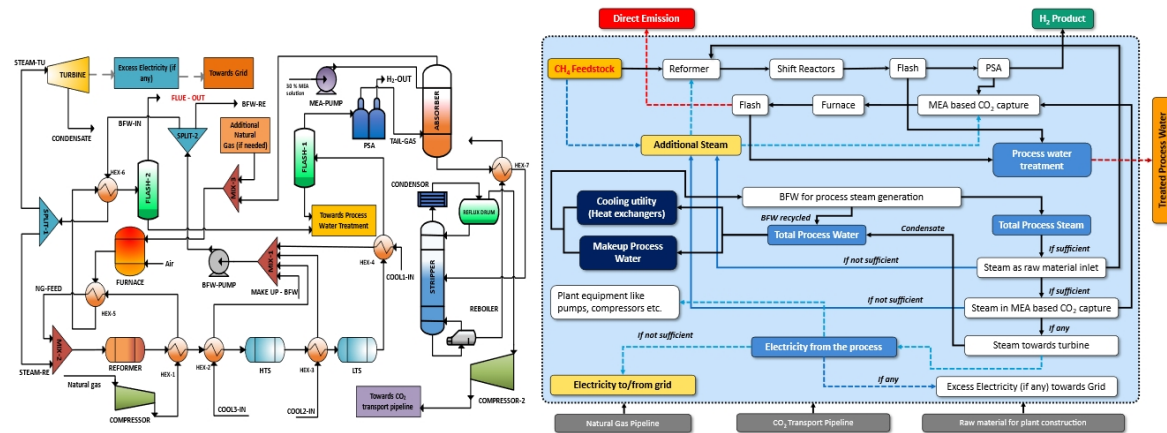 STEAM-TU
TURBINE
Excess
Electricity (if
any)
Towards
Grid
FLUE - OUT
BFW-RE
BFW-IN
CONDENSATE
SPLIT-2
Additional
Natural
Gas (if
needed)
HEX-6
FLASH-2
MIX-3
SPLIT-1
30 % MEA
solution
MEA-PUMP
H2-OUT
PSA
TAIL-GAS
ABSORBER
HEX-7
FLASH-1
CONDENSOR
REFLUX DRUM
Towards Process
Water Treatment
FURNACE
Air
BFW-PUMP
MIX-1
MAKE UP - BFW
HEX-4
COOL1-IN
STRIPPER
REBOILER
NG-FEED
HEX-5
MIX-2
STEAM-RE
REFORMER
HEX-1
HEX-2
HTS
HEX-3
LTS
Natural gas
COMPRESSOR
COOL3-IN
COOL2-IN
Towards CO2
transport pipeline
COMPRESSOR-2
Direct Emission
H2 Product
CH4 Feedstock
Reformer
Shift Reactors
Flash
PSA
Flash
Furnace
MEA based CO2 capture
Additional Steam
Process water
treatment
Treated Process Water
BFW for process steam generation
Cooling utility
(Heat exchangers)
BFW recycled
Total Process Water
Condensate
Total Process Steam
Makeup Process
Water
If sufficient
If not sufficient
Steam as raw material inlet
If sufficient
Plant equipment like
pumps, compressors etc.
If not sufficient
Steam in MEA based CO2 capture
If any
If not sufficient
Electricity from the process
Steam towards turbine
Electricity to/from grid
If any
Excess Electricity (if any) towards Grid
Natural Gas Pipeline
CO2 Transport Pipeline
Raw material for plant construction